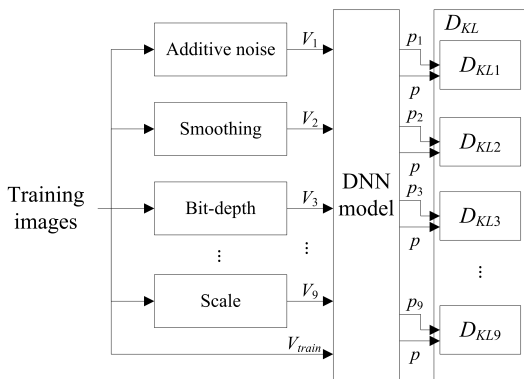 Training images
Additive noise
Smoothing
Bit-depth
⋮
Scale
V1
V2
V3
⋮
V9
Vtrain
DNN model
p1
p
p2
p
p3
p
p9
p
DKL
DKL1
DKL2
DKL3
⋮
DKL9